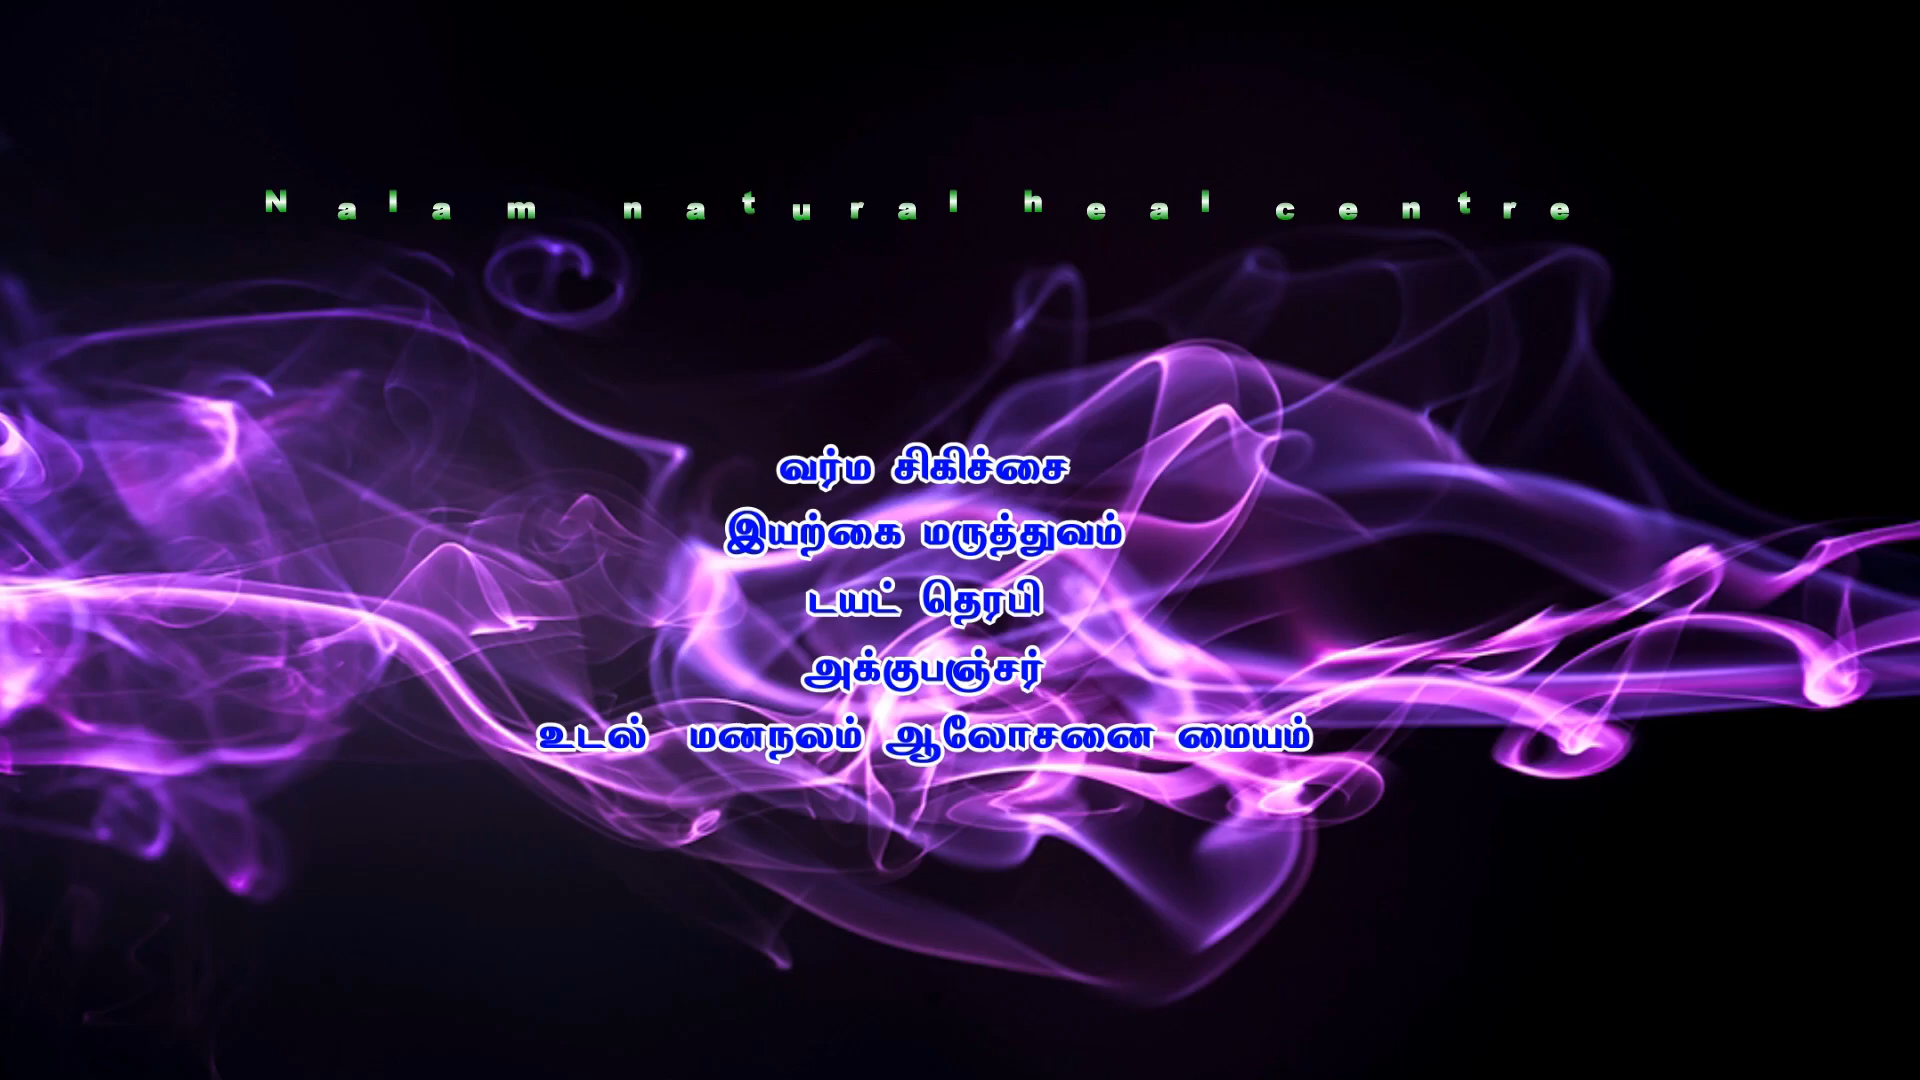 Nalam natural heal centre
வர்ம சிகிச்சை
இயற்கை மருத்துவம்
டயட் தெரபி
அக்குபஞ்சர்
உடல் மனநலம் ஆலோசனை மையம்